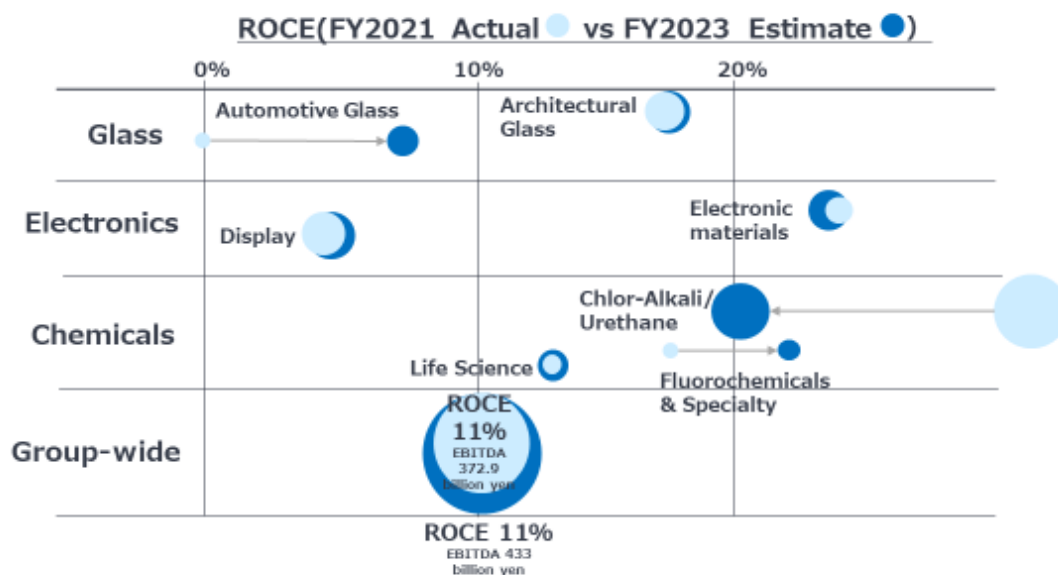 ROCE(FY2021 Actual vs FY2023 Estimate )
0% 10% 20%
Glass
Automotive Glass
Architectural
Glass
Electronics
Display
Electronic
materials
Chemicals
Chlor-Alkali/
Urethane
Life Science
Fluorochemicals
& Specialty
Group-wide
ROCE
11%
EBITDA
372.9
billion yen
ROCE 11%
EBITDA 433
billion yen